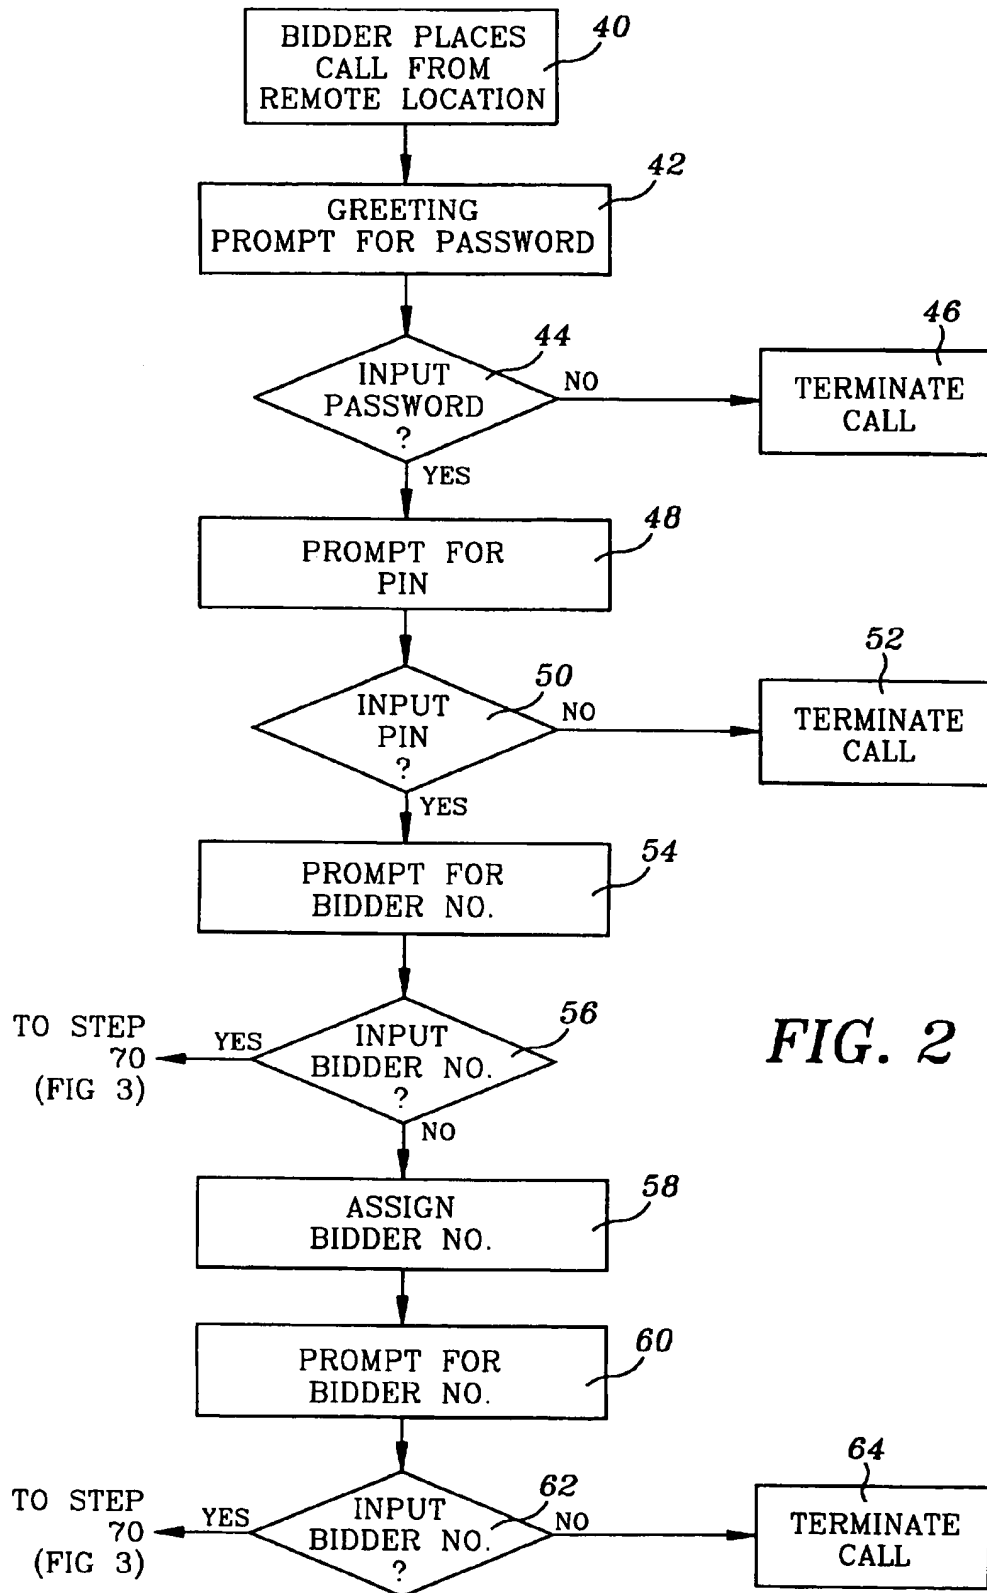 BIDDER PLACES
CALL FROM
REMOTE LOCATION
40
GREETING
PROMPT FOR PASSWORD
42
INPUT
PASSWORD
?
44
NO
TERMINATE
CALL
46
YES
PROMPT FOR
PIN
48
INPUT
PIN
?
50
NO
TERMINATE
CALL
52
YES
PROMPT FOR
BIDDER NO.
54
INPUT
BIDDER NO.
?
56
YES
TO STEP
70
(FIG 3)
FIG. 2
NO
ASSIGN
BIDDER NO.
58
PROMPT FOR
BIDDER NO.
60
INPUT
BIDDER NO.
?
62
YES
TO STEP
70
(FIG 3)
NO
TERMINATE
CALL
64